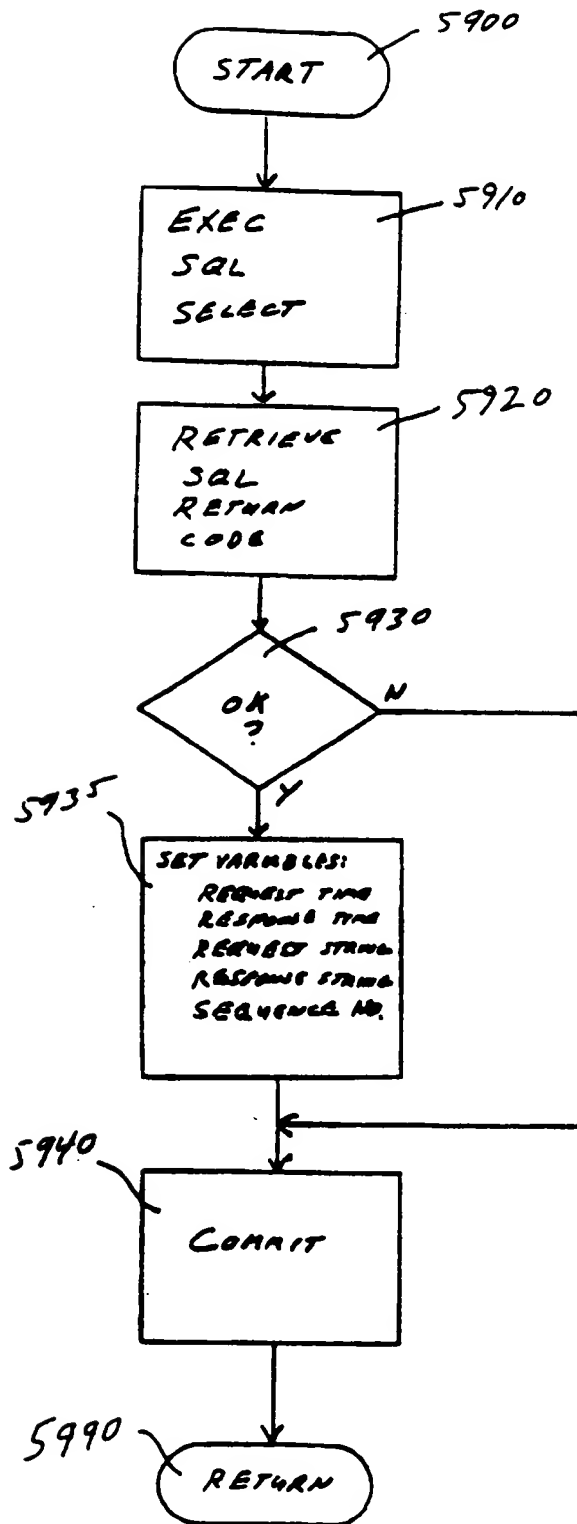 5900
START
5910
EXEC
SQL
SELECT
5920
RETRIEVE
SQL
RETURN
CODE
5930
OK
?
N
Y
5935
SET VARIABLES:
REQUEST TIME
RESPONSE TIME
REQUEST STRING
RESPONSE STRING
SEQUENCE NO.
5940
COMMIT
5990
RETURN